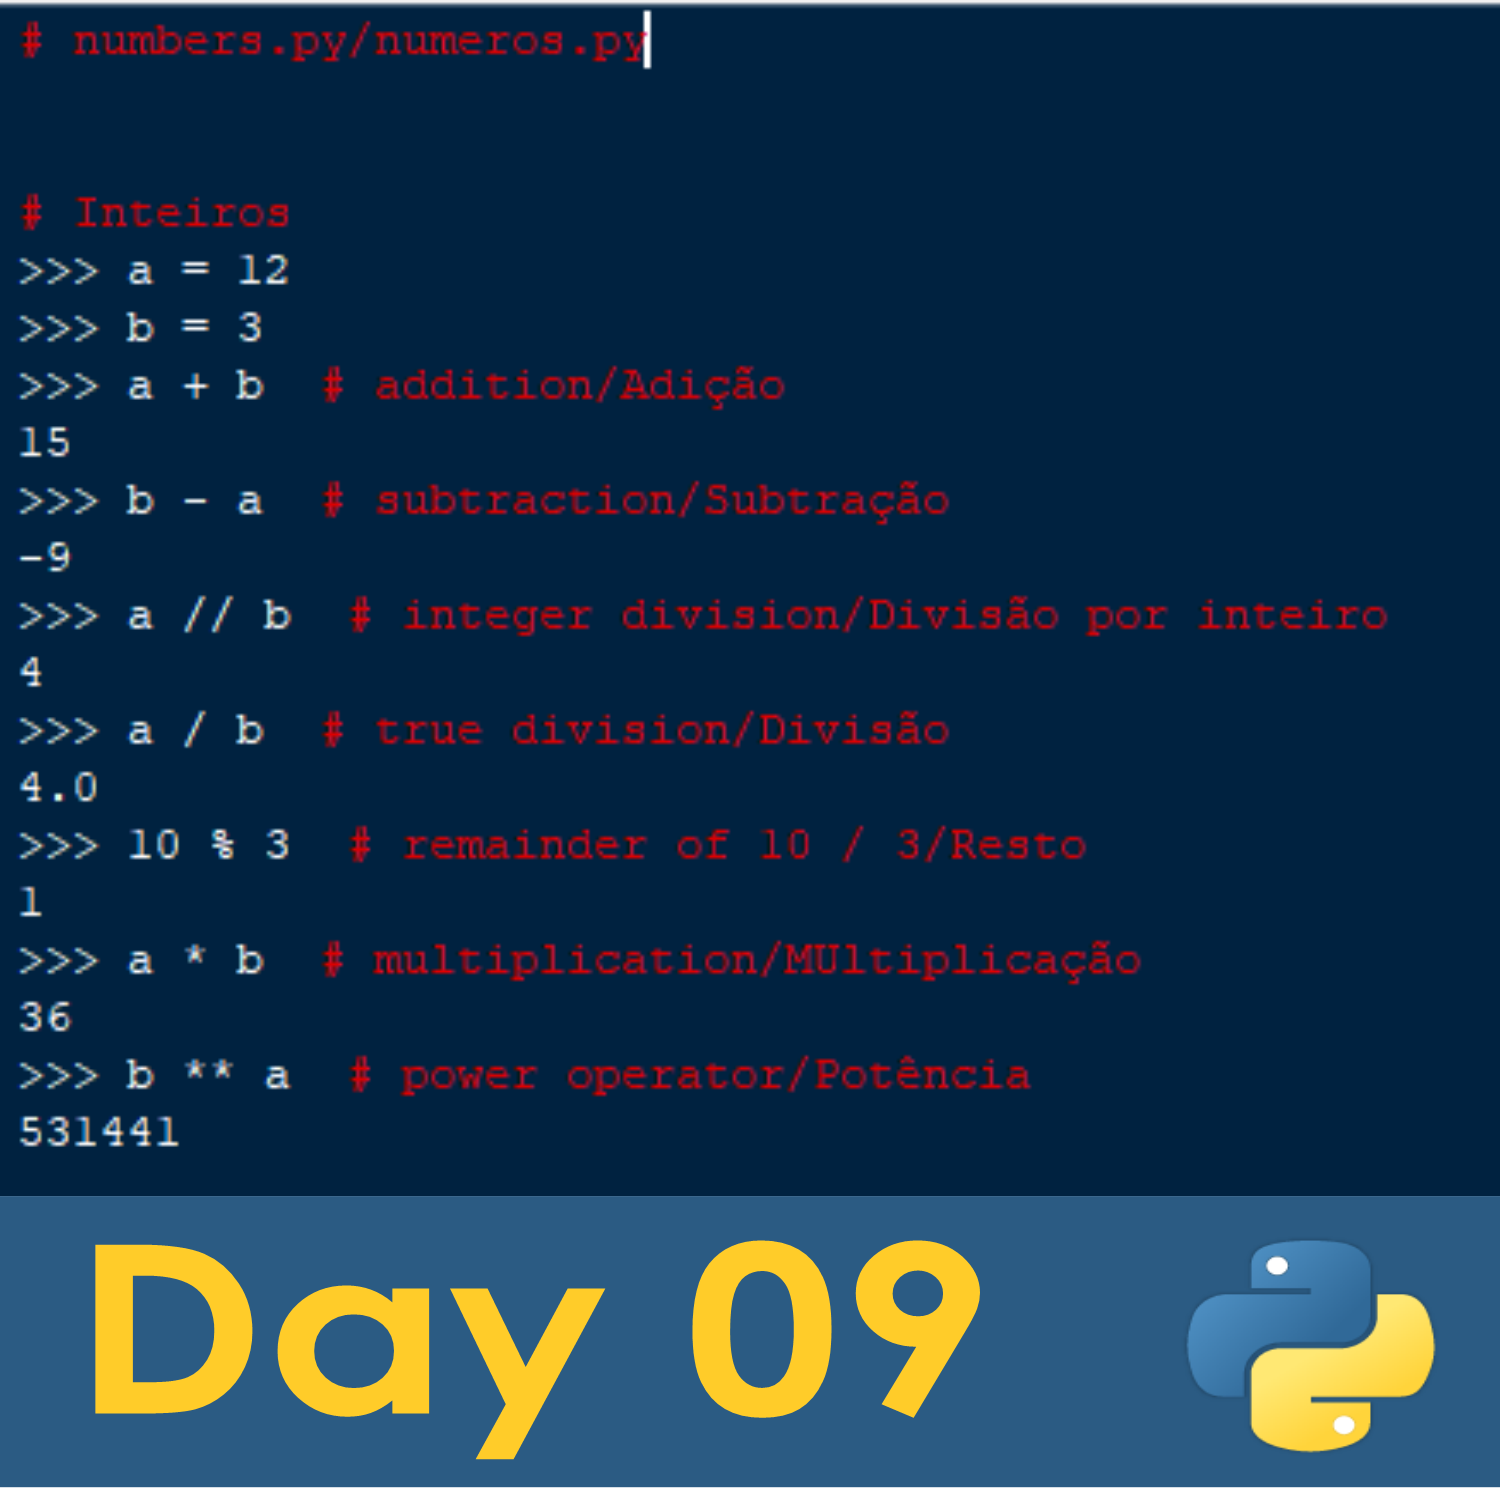 # numbers.py/numeros.py
# Inteiros
>>> a = 12
>>> b = 3
>>> a + b  # addition/Adição
15
>>> b - a  # subtraction/Subtração
-9
>>> a // b  # integer division/Divisão por inteiro
4
>>> a / b  # true division/Divisão
4.0
>>> 10 % 3  # remainder of 10 / 3/Resto
1
>>> a * b  # multiplication/MUltiplicação
36
>>> b ** a  # power operator/Potência
531441
Day 09